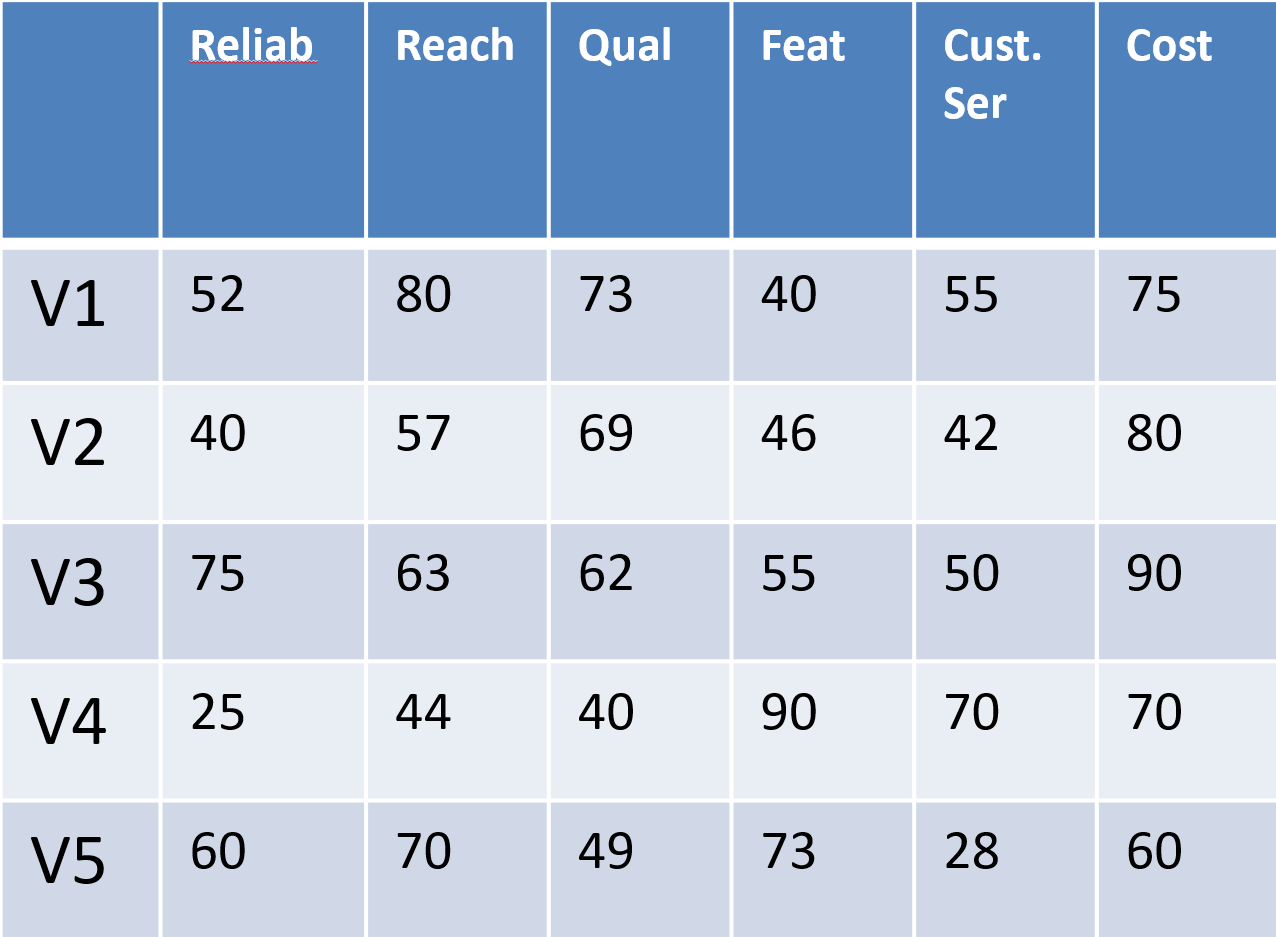 Reliab Reach Qual Feat Cust. Cost
Ser
V1 52 80 73 40 55 75
V2 40 57 69 46 42 80
V3 75 63 62 55 50 90
V4 25 44 40 90 70 70
V5 60 70 49 73 28 60